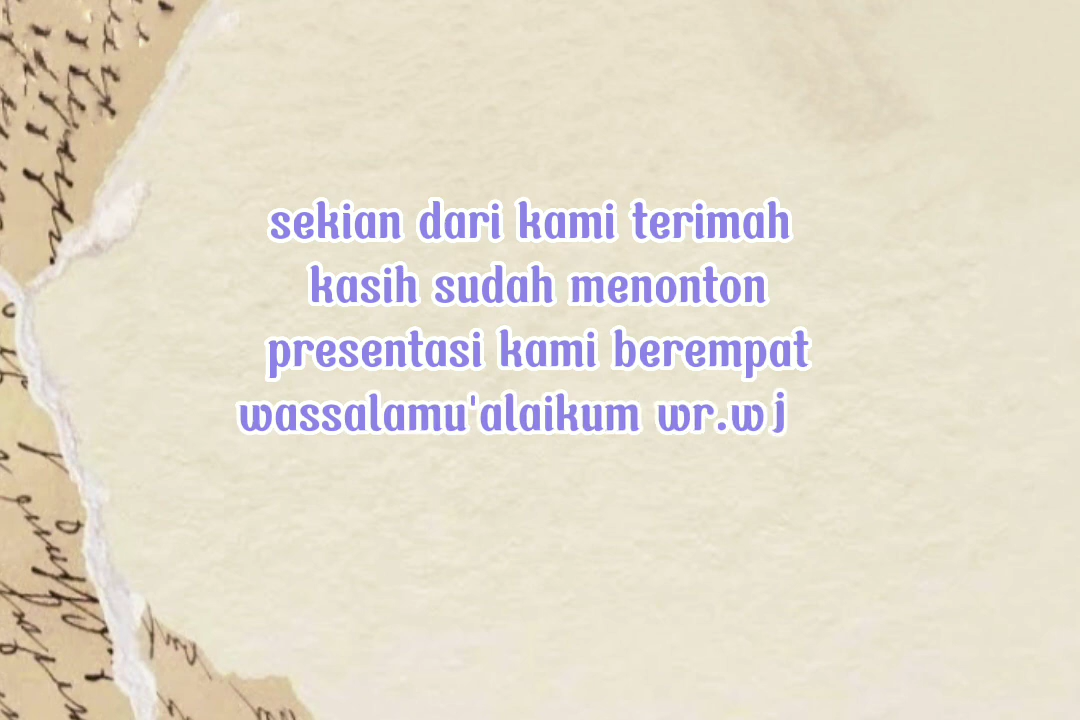 sekian dari kami terimah
kasih sudah menonton
presentasi kami berempat
wassalamu'alaikum wr.wj